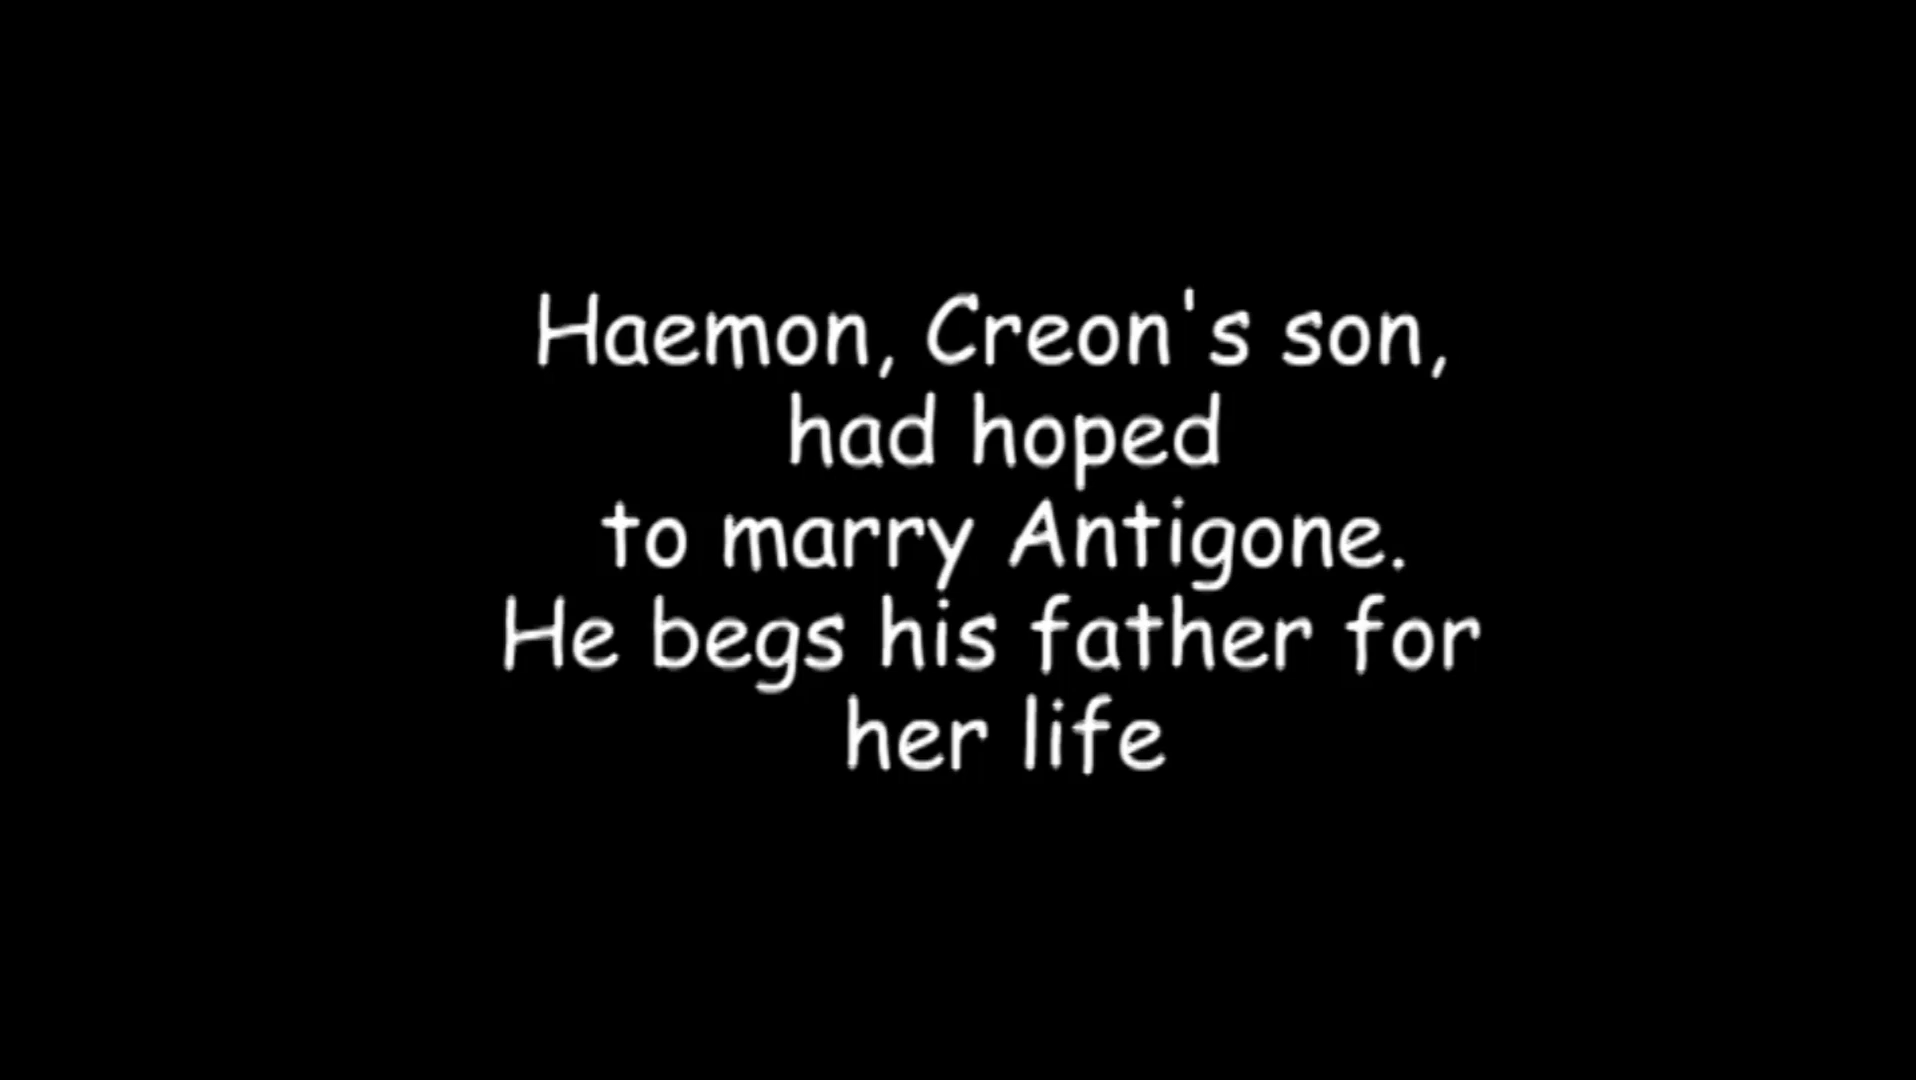 Haemon, Creon's son,
had hoped
to marry Antigone.
He begs his father for
her life